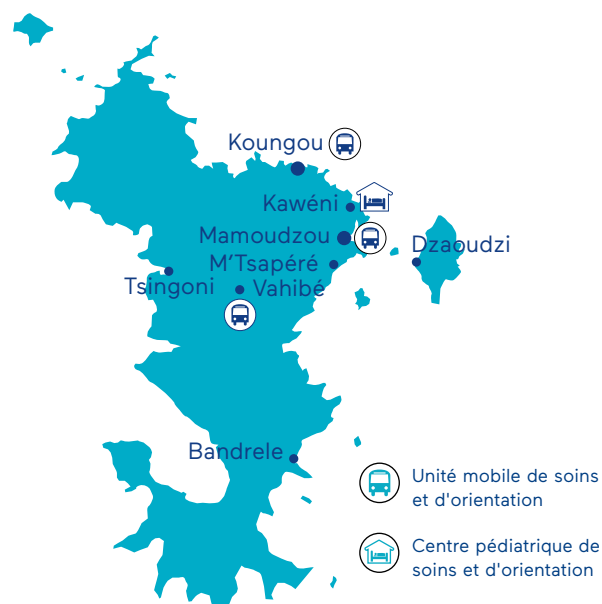 Koungou
Kawéni
Mamoudzou
Dzaoudzi
M'Tsapéré
Tsingoni
Vahibé
Bandrele
Unité mobile de soins
et d'orientation
Centre pédiatrique de
soins et d'orientation